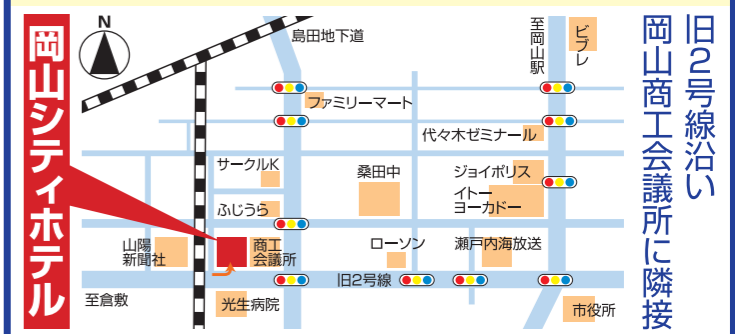 旧2号線沿い
岡山商工会議所に隣接
岡山シティホテル
N
島田地下道
至岡山駅
ビブレ
ファミリーマート
代々木ゼミナール
サークルK
桑田中
ジョイポリス
イトー
ヨーカドー
ふじうら
山陽
新聞社
商工
会議所
ローソン
瀬戸内海放送
旧2号線
至倉敷
光生病院
市役所